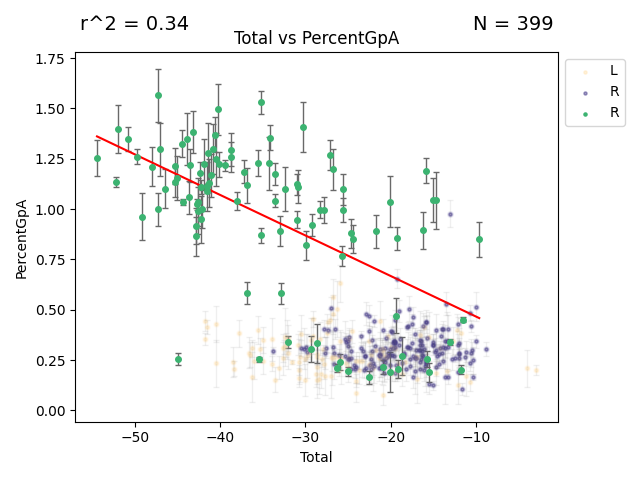 r^2 = 0.34
N = 399
Total vs PercentGpA
1.75
1.50
1.25
1.00
0.75
0.50
0.25
0.00
PercentGpA
−50
−40
−30
−20
−10
Total
L
R
R